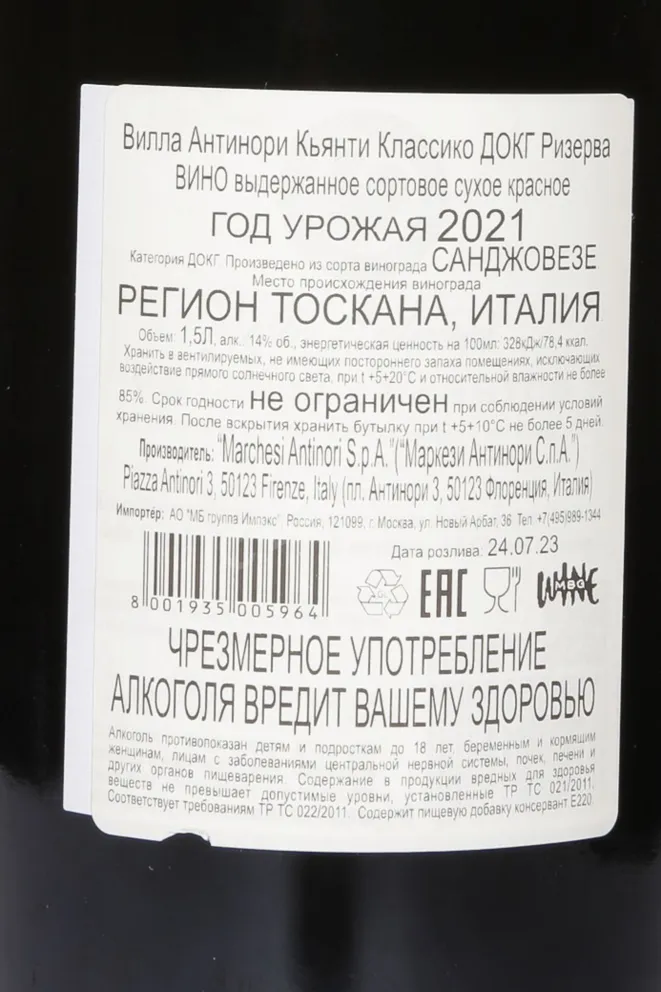 Вилла Антинори Кьянти Классико ДОКГ Ризерва
ВИНО выдержанное сортовое сухое красное
ГОД УРОЖАЯ 2021
Категория ДОКГ. Произведено из сорта винограда САНДЖОВЕЗЕ
Место происхождения винограда
РЕГИОН ТОСКАНА, ИТАЛИЯ
Объем: 1,5Л, алк.: 14% об., энергетическая ценность на 100мл: 328кДж/78,4 ккал.
Хранить в вентилируемых, не имеющих постороннего запаха помещениях, исключающих
воздействие прямого солнечного света, при t +5+20°С и относительной влажности не более
85%. Срок годности не ограничен при соблюдении условий
хранения. После вскрытия хранить бутылку при t +5+10°С не более 5 дней.
Производитель: "Marchesi Antinori S.p.A."("Маркези Антинори С.п.А.")
Piazza Antinori 3, 50123 Firenze, Italy (пл. Антинори 3, 50123 Флоренция, Италия)
Импортёр: АО "МБ группа Импэкс". Россия, 121099, г. Москва, ул. Новый Арбат, 36. Тел. +7(495)989-1344
Дата розлива: 24.07.23
8 001935 005964
EAC
WINE
MBG
ЧРЕЗМЕРНОЕ УПОТРЕБЛЕНИЕ
АЛКОГОЛЯ ВРЕДИТ ВАШЕМУ ЗДОРОВЬЮ
Алкоголь противопоказан детям и подросткам до 18 лет, беременным и кормящим
женщинам, лицам с заболеваниями центральной нервной системы, почек, печени и
других органов пищеварения. Содержание в продукции вредных для здоровья
веществ не превышает допустимые уровни, установленные ТР ТС 021/2011.
Соответствует требованиям ТР ТС 022/2011. Содержит пищевую добавку консервант Е220.